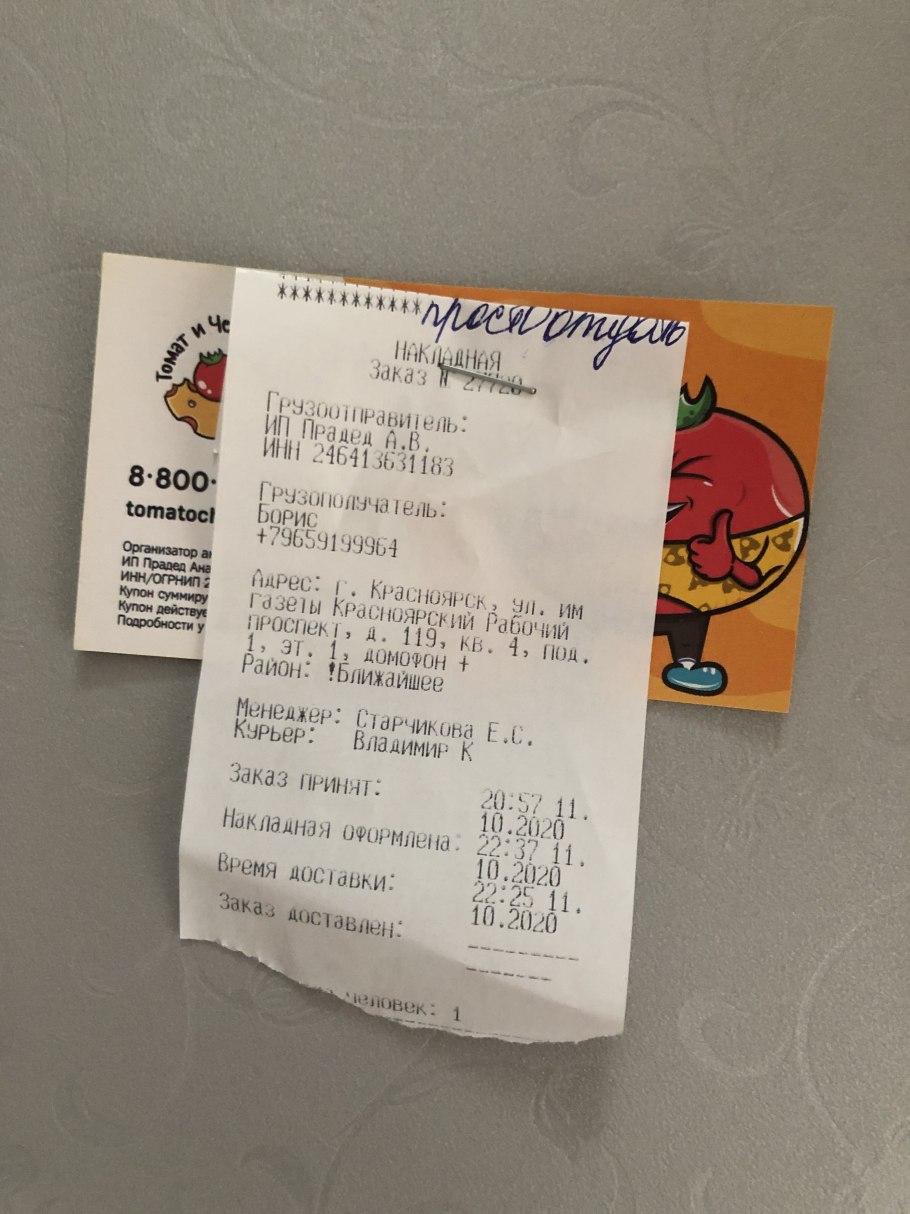 ***********
НАКЛАДНАЯ
Заказ N 27728
Грузоотправитель:
ИП Прадед А.В.
ИНН 246413631183
Грузополучатель:
Борис
+79659199964
Адрес: г. Красноярск, ул. им
газеты Красноярский Рабочий
проспект, д. 119, кв. 4, под.
1, эт. 1, домофон +
Район: !Ближайшее
Менеджер: Старчикова Е.С.
Курьер: Владимир К
Заказ принят: 20:57 11.
10.2020
Накладная оформлена: 22:37 11.
10.2020
Время доставки: 22:25 11.
10.2020
Заказ доставлен:
человек: 1
Томат и Че
8·800·
tomatoch
Организатор ак
ИП Прадед Ана
ИНН/ОГРНИП 2
Купон суммиру
Купон действуе
Подробности у